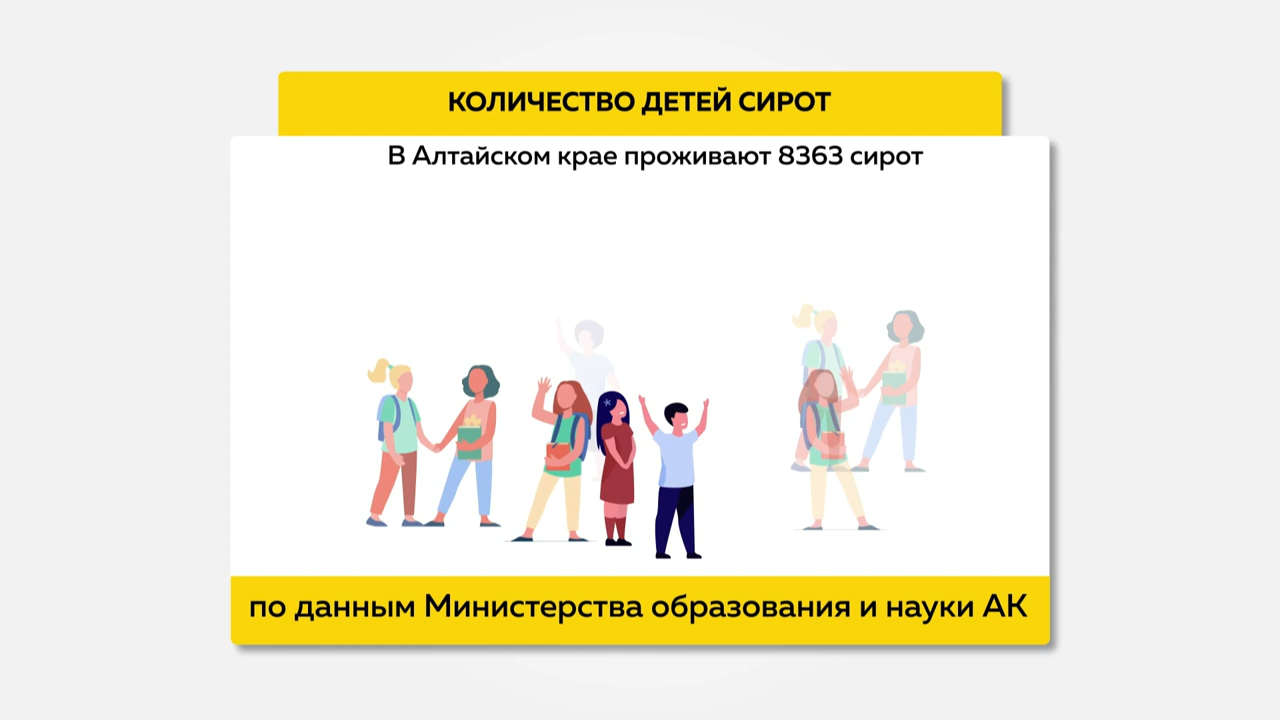 КОЛИЧЕСТВО ДЕТЕЙ СИРОТ
В Алтайском крае проживают 8363 сирот
по данным Министерства образования и науки АК